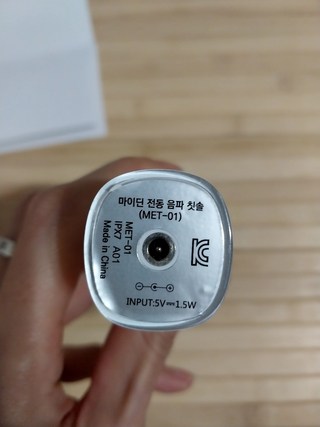 마이딘 전동 음파 칫솔
(MET-01)
MET-01
IPX7 A01
Made in China
INPUT:5V⎓1.5W